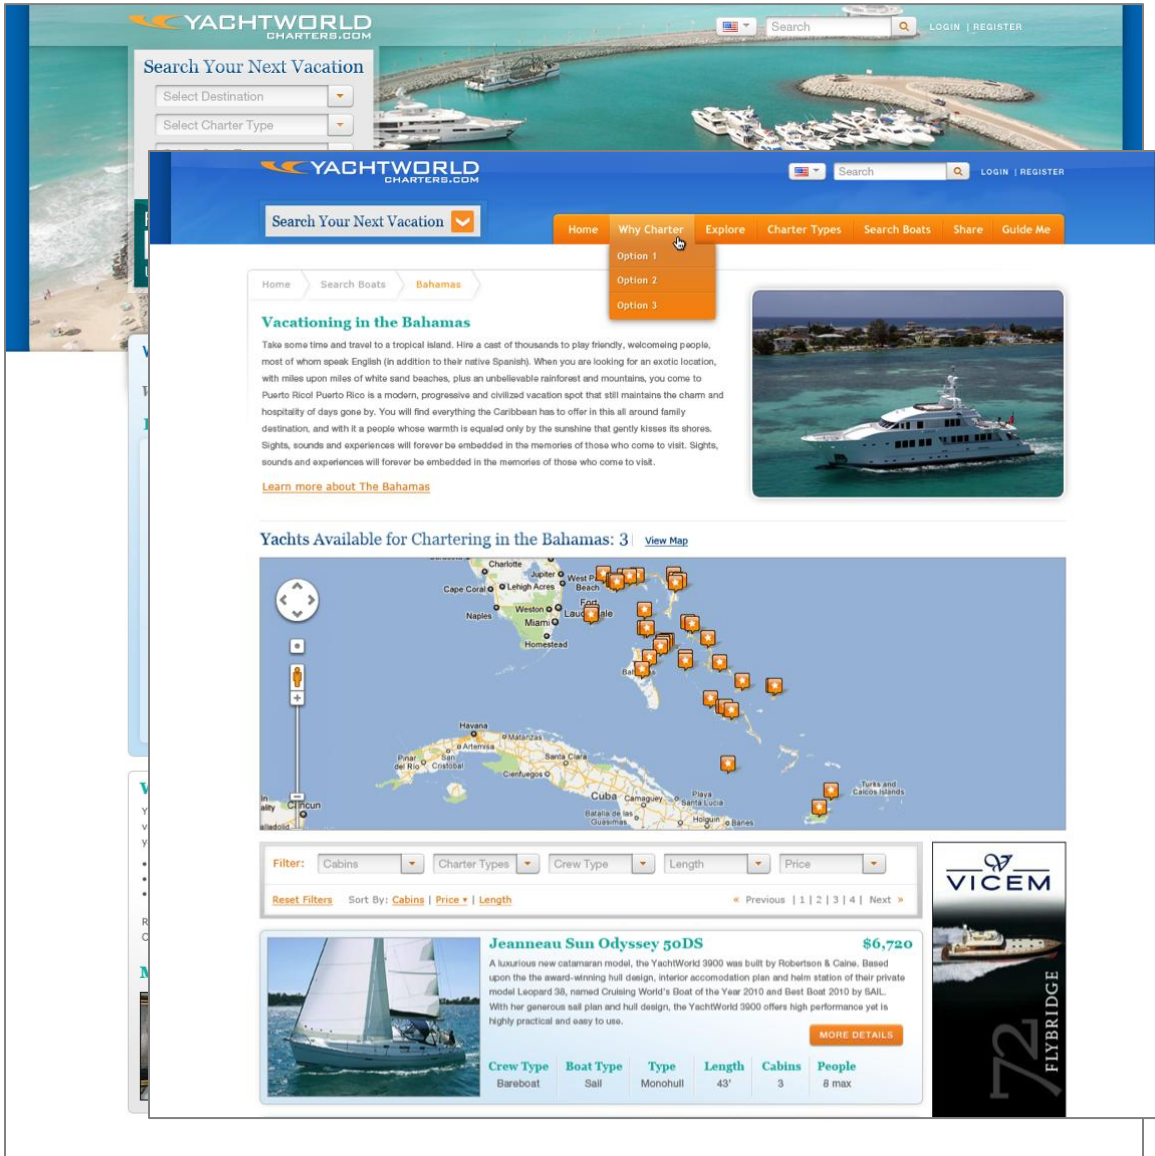 YACHTWORLD
CHARTERS.COM
Search
LOGIN | REGISTER
Search Your Next Vacation
Select Destination
Select Charter Type
YACHTWORLD
CHARTERS.COM
Search
LOGIN | REGISTER
Search Your Next Vacation
Home Why Charter Explore Charter Types Search Boats Share Guide Me
Option 1
Option 2
Option 3
Home Search Boats Bahamas
Vacationing in the Bahamas
Take some time and travel to a tropical island. Hire a cast of thousands to play friendly, welcomeing people,
most of whom speak English (in addition to their native Spanish). When you are looking for an exotic location,
with miles upon miles of white sand beaches, plus an unbelievable rainforest and mountains, you come to
Puerto Rico! Puerto Rico is a modern, progressive and civilized vacation spot that still maintains the charm and
hospitality of days gone by. You will find everything the Caribbean has to offer in this all around family
destination, and with it a people whose warmth is equaled only by the sunshine that gently kisses its shores.
Sights, sounds and experiences will forever be embedded in the memories of those who come to visit. Sights,
sounds and experiences will forever be embedded in the memories of those who come to visit.
Learn more about The Bahamas
Yachts Available for Chartering in the Bahamas: 3 | View Map
Charlotte
Jupiter
West P
Cape Coral
Lehigh Acres
Beach
Fort
Naples
Weston
Miami
Homestead
Havana
Matanzas
Artemisa
Pinar del Rio
San Cristobal
Santa Clara
Cienfuegos
Cancun
Cuba
Camaguey
Playa Santa Lucia
Batalla de las Guasimas
Holguin
Banes
Turks and Caicos Islands
Filter: Cabins Charter Types Crew Type Length Price
Reset Filters Sort By: Cabins | Price ▾ | Length « Previous | 1 | 2 | 3 | 4 | Next »
Jeanneau Sun Odyssey 50DS $6,720
A luxurious new catamaran model, the YachtWorld 3900 was built by Robertson & Caine. Based
upon the the award-winning hull design, interior accomodation plan and helm station of their private
model Leopard 38, named Cruising World's Boat of the Year 2010 and Best Boat 2010 by SAIL.
With her generous sail plan and hull design, the YachtWorld 3900 offers high performance yet is
highly practical and easy to use.
MORE DETAILS
Crew Type Boat Type Type Length Cabins People
Bareboat Sail Monohull 43' 3 8 max
VICEM
72
FLYBRIDGE